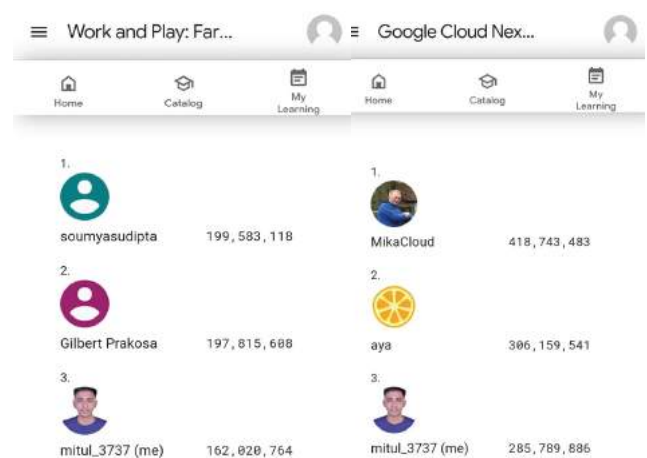 Work and Play: Far...
Home
Catalog
My
Learning
1.
soumyasudipta 199,583,118
2.
Gilbert Prakosa 197,815,608
3.
mitul_3737 (me) 162,020,764
Google Cloud Nex...
Home
Catalog
My
Learning
1.
MikaCloud 418,743,483
2.
aya 306,159,541
3.
mitul_3737 (me) 285,789,886